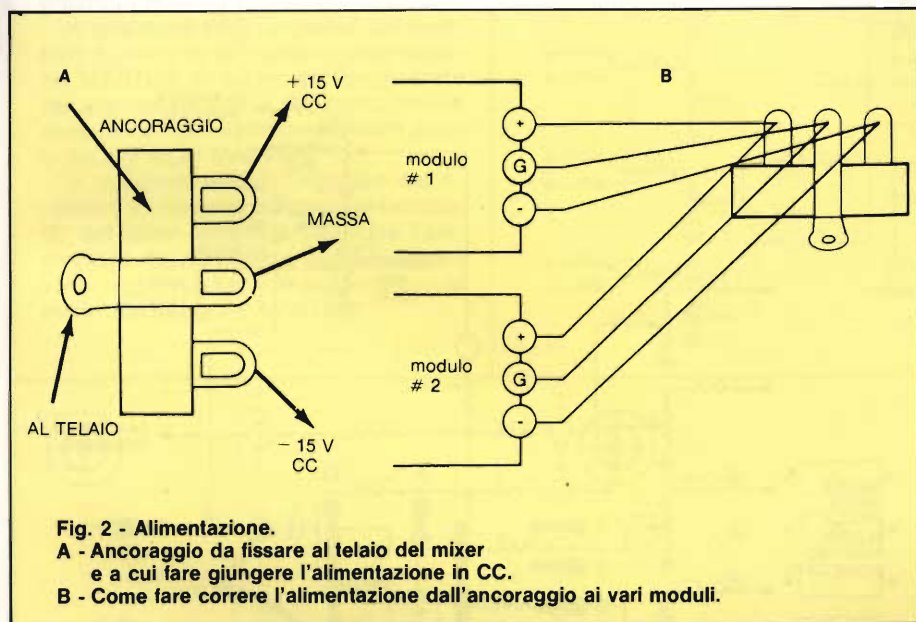 A
+ 15 V
CC
ANCORAGGIO
MASSA
AL TELAIO
− 15 V
CC
B
+
modulo
# 1
G
-
+
modulo
# 2
G
-
Fig. 2 - Alimentazione.
A - Ancoraggio da fissare al telaio del mixer
e a cui fare giungere l'alimentazione in CC.
B - Come fare correre l'alimentazione dall'ancoraggio ai vari moduli.